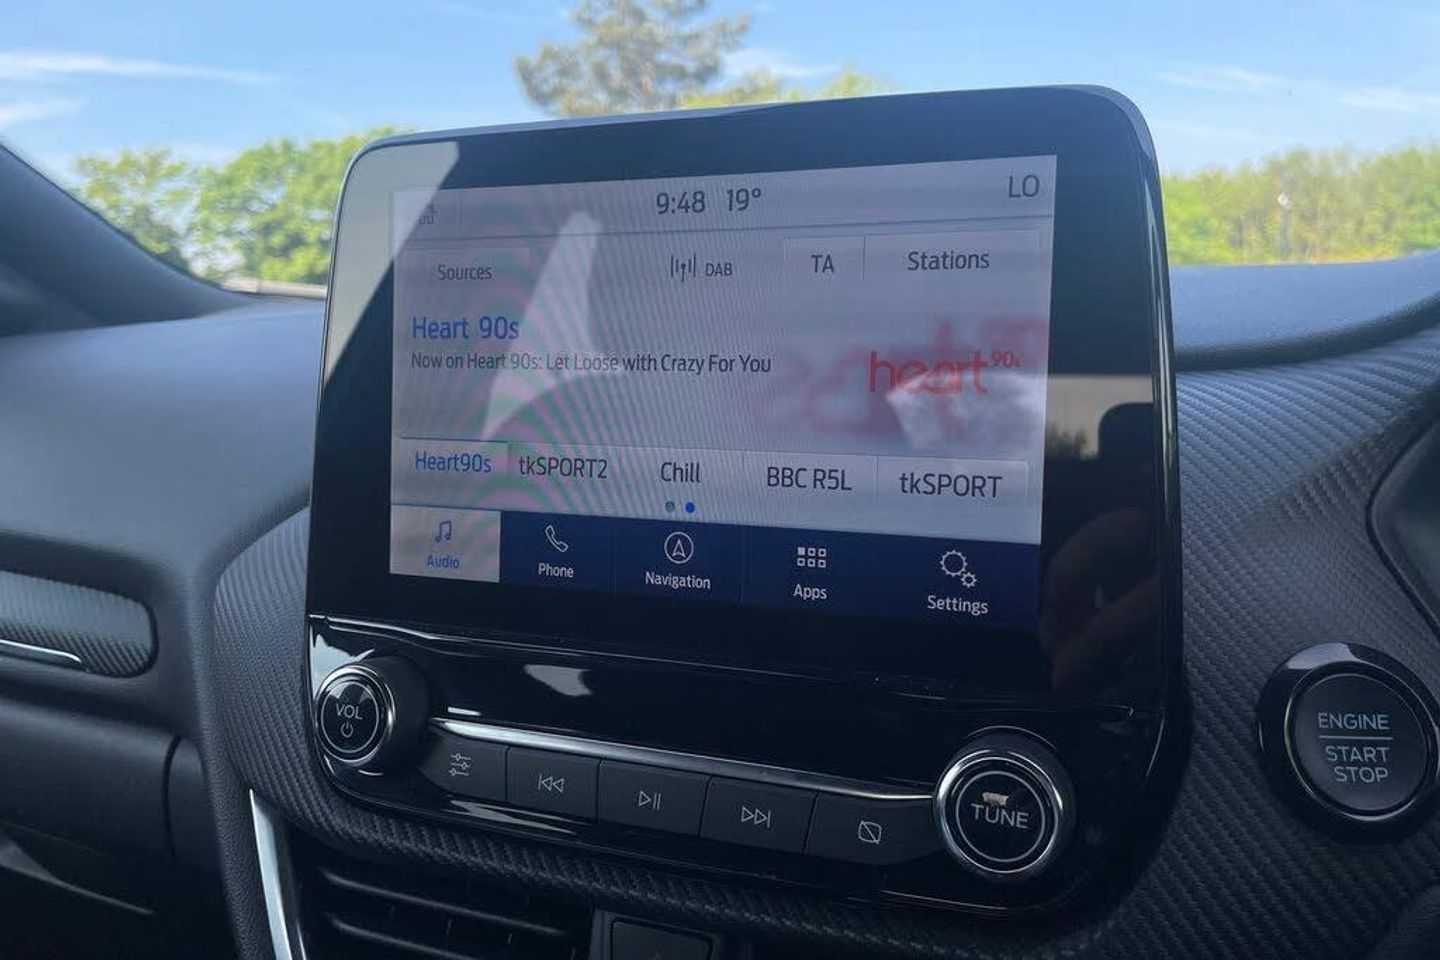 9:48 19° LO
Sources DAB TA Stations
Heart 90s
Now on Heart 90s: Let Loose with Crazy For You
heart 90s
Heart90s tkSPORT2 Chill BBC R5L tkSPORT
Audio Phone Navigation Apps Settings
VOL
TUNE
ENGINE
START
STOP